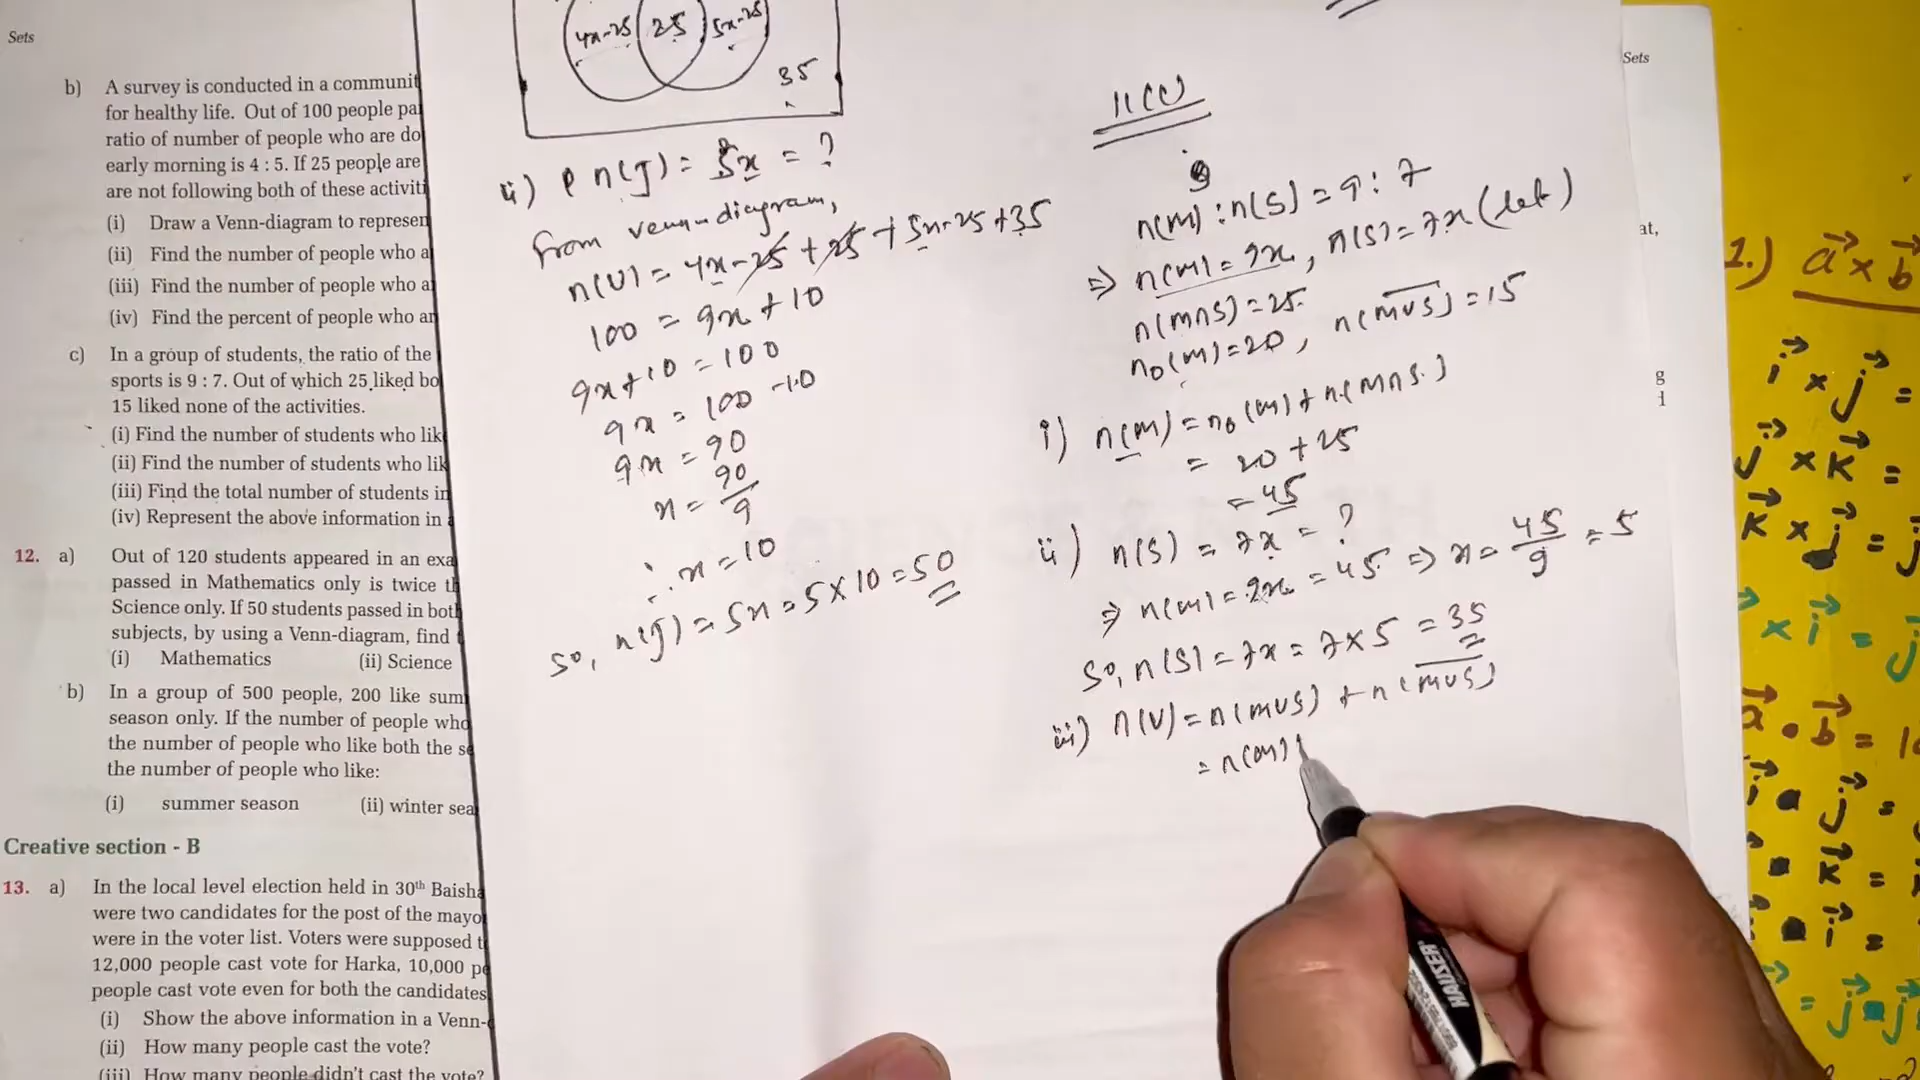 Sets
b) A survey is conducted in a communit
for healthy life. Out of 100 people pa
ratio of number of people who are do
early morning is 4 : 5. If 25 people are
are not following both of these activiti
(i) Draw a Venn-diagram to represen
(ii) Find the number of people who a
(iii) Find the number of people who a
(iv) Find the percent of people who ar
c) In a group of students, the ratio of the
sports is 9 : 7. Out of which 25 liked bo
15 liked none of the activities.
(i) Find the number of students who lik
(ii) Find the number of students who lik
(iii) Find the total number of students in
(iv) Represent the above information in a
12. a) Out of 120 students appeared in an exa
passed in Mathematics only is twice th
Science only. If 50 students passed in bot
subjects, by using a Venn-diagram, find
(i) Mathematics (ii) Science
b) In a group of 500 people, 200 like sum
season only. If the number of people who
the number of people who like both the se
the number of people who like:
(i) summer season (ii) winter sea
Creative section - B
13. a) In the local level election held in 30th Baisha
were two candidates for the post of the mayo
were in the voter list. Voters were supposed t
12,000 people cast vote for Harka, 10,000 pe
people cast vote even for both the candidates
(i) Show the above information in a Venn-
(ii) How many people cast the vote?
(iii) How many people didn't cast the vote?
4x-25 25 5x-25
35
ii) n(J) = 5x = ?
from venn-diagram,
n(U) = 4x-25+25+5x-25+35
100 = 9x+10
9x+10 = 100
9x = 100-10
9x = 90
x = 90/9
∴ x = 10
so, n(J) = 5x = 5×10 = 50
11(c)
n(M):n(S) = 9:7
⇒ n(M) = 9x, n(S) = 7x (let)
n(M∩S) = 25
n₀(M) = 20, n(M∪S)‾ = 15
i) n(M) = n₀(M) + n(M∩S)
= 20+25
= 45
ii) n(S) = 7x = ?
⇒ n(M) = 9x = 45 ⇒ x = 45/9 = 5
So, n(S) = 7x = 7×5 = 35
iii) n(U) = n(M∪S) + n(M∪S)‾
= n(M)
Sets
at,
g
1.) a⃗ × b⃗
i⃗ × j⃗ =
j⃗ × k⃗ =
k⃗ × j⃗ = j
× i⃗ = j
a⃗ • b⃗ = 10
i⃗ • j⃗ =
• k⃗ =
• i⃗ =
= j⃗ • j
HAUSER